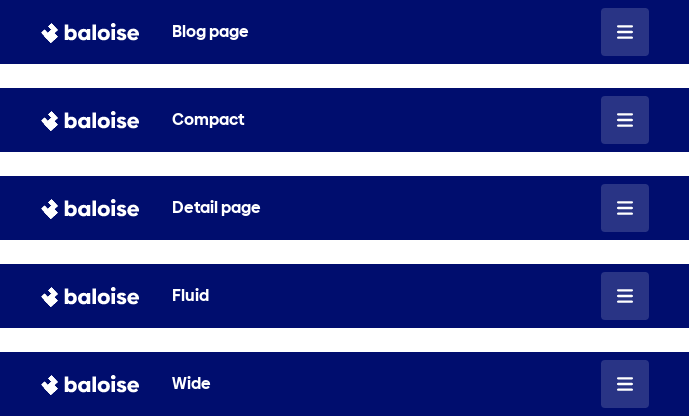 baloise Blog page
baloise Compact
baloise Detail page
baloise Fluid
baloise Wide